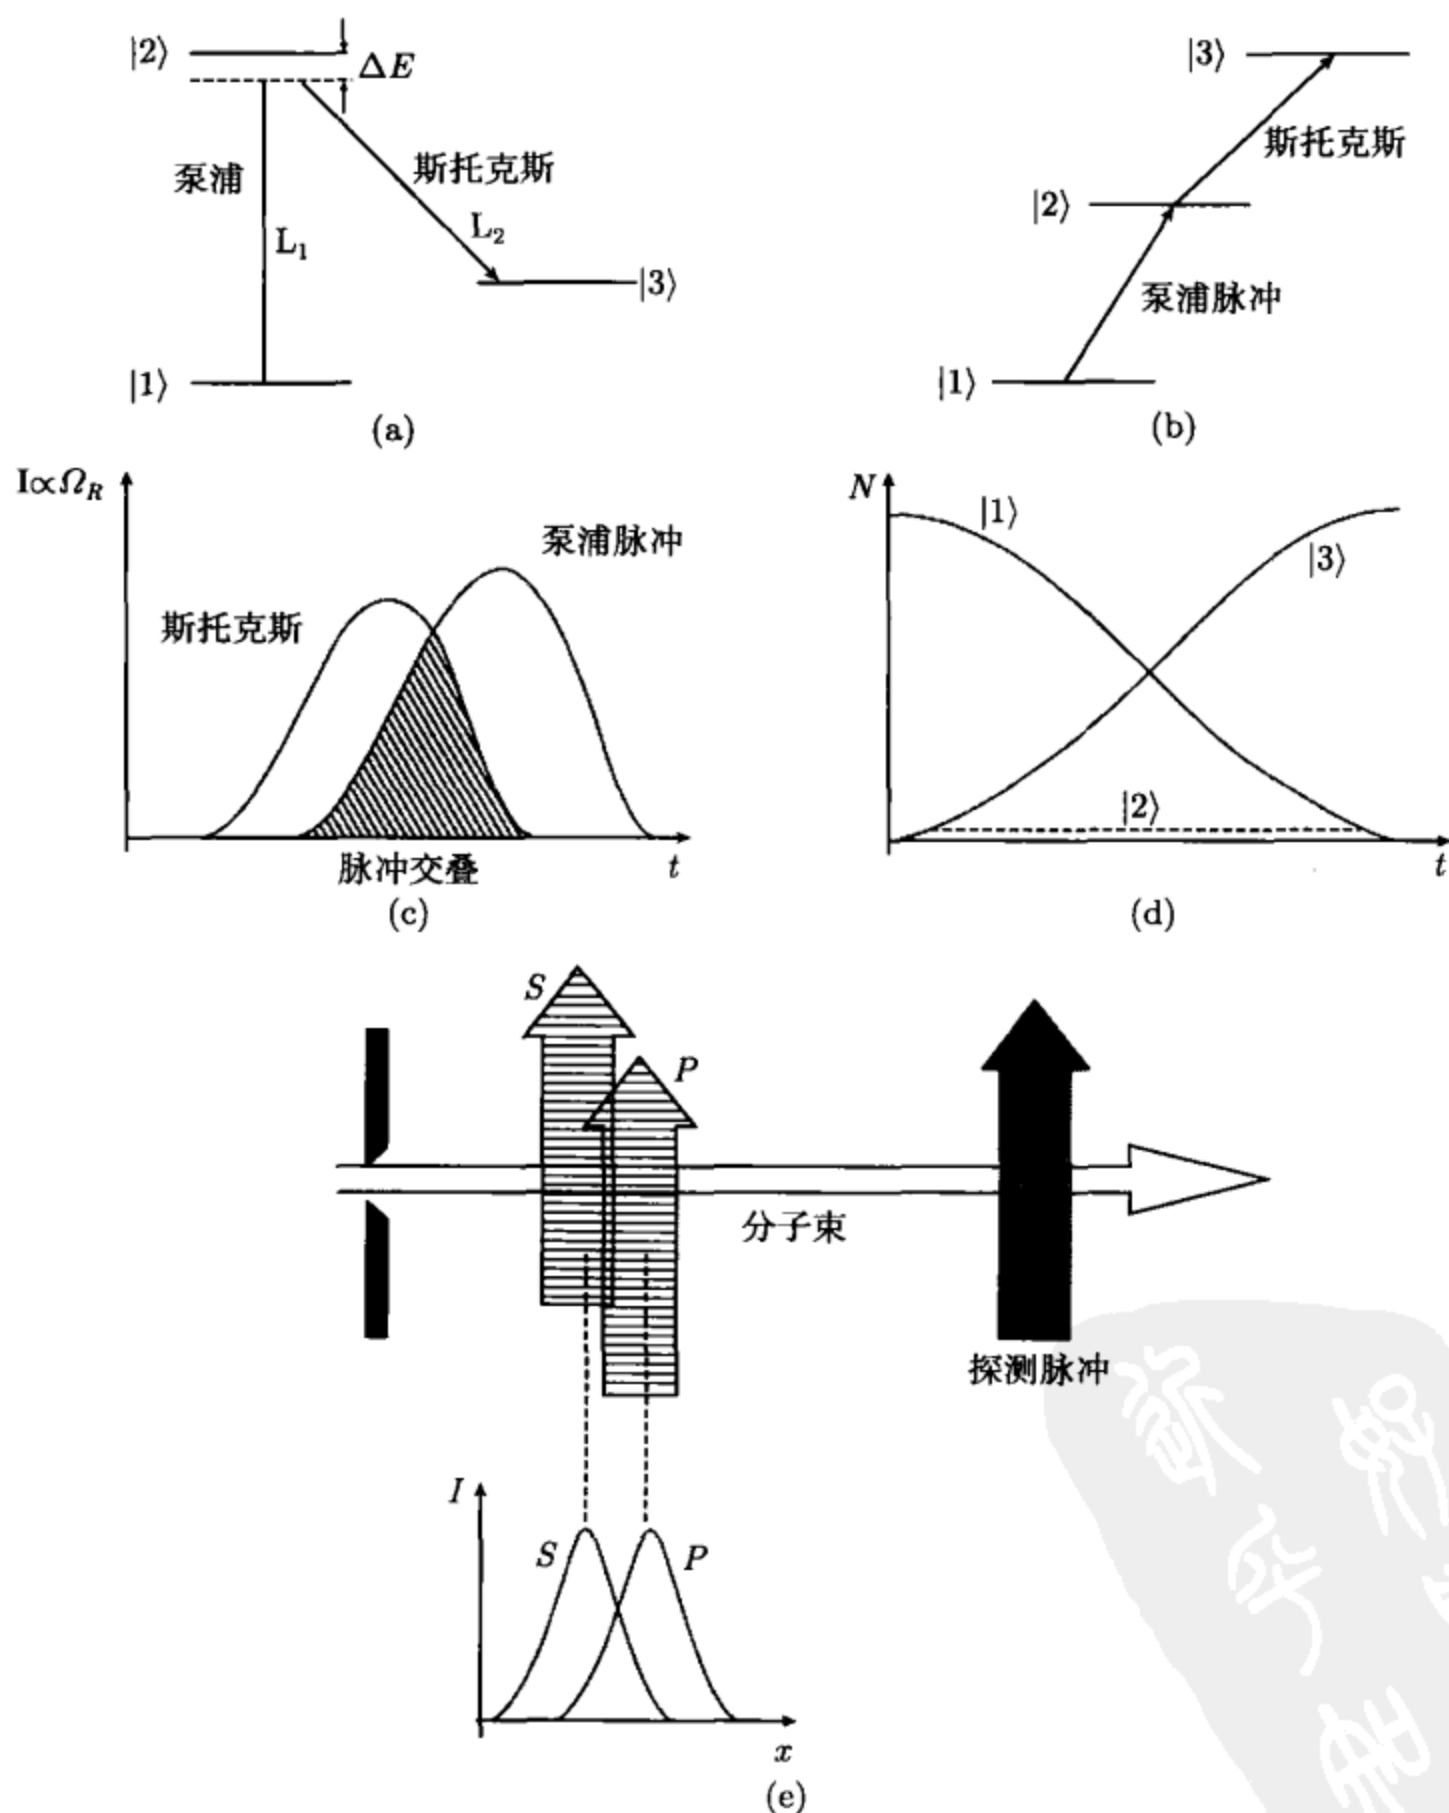 |2⟩
ΔE
泵浦
斯托克斯
L₁
L₂
|3⟩
|1⟩
(a)
|3⟩
斯托克斯
|2⟩
泵浦脉冲
|1⟩
(b)
I∝Ω_R
泵浦脉冲
斯托克斯
脉冲交叠
t
(c)
N
|1⟩
|3⟩
|2⟩
t
(d)
S
P
分子束
探测脉冲
I
S
P
x
(e)